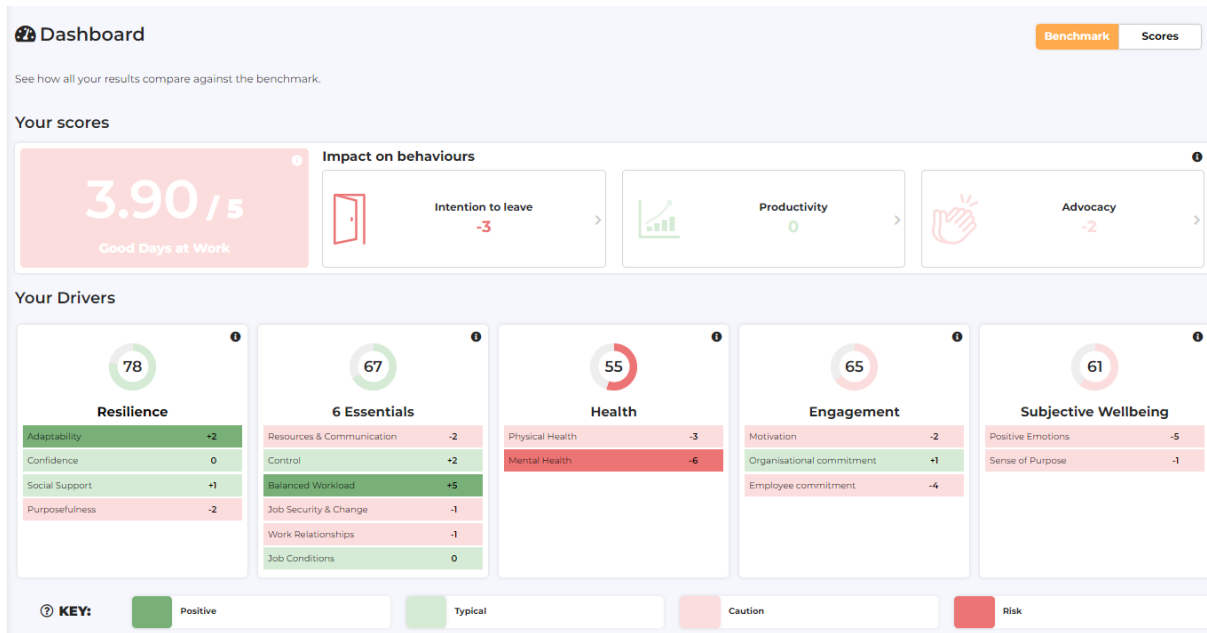 Dashboard
Benchmark Scores
See how all your results compare against the benchmark.
Your scores
3.90 / 5
Good Days at Work
Impact on behaviours
Intention to leave
-3
Productivity
0
Advocacy
-2
Your Drivers
78
Resilience
Adaptability +2
Confidence 0
Social Support +1
Purposefulness -2
67
6 Essentials
Resources & Communication -2
Control +2
Balanced Workload +5
Job Security & Change -1
Work Relationships -1
Job Conditions 0
55
Health
Physical Health -3
Mental Health -6
65
Engagement
Motivation -2
Organisational commitment +1
Employee commitment -4
61
Subjective Wellbeing
Positive Emotions -5
Sense of Purpose -1
KEY: Positive Typical Caution Risk